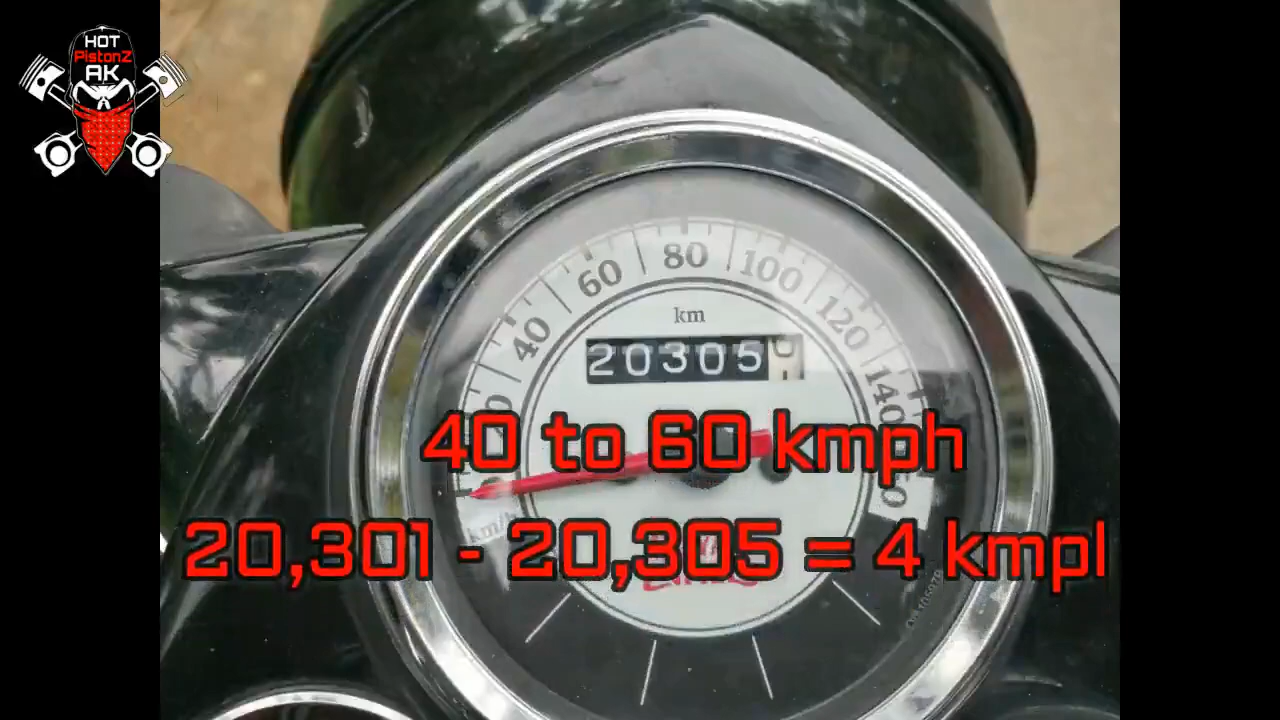 HOT
PistonZ
AK
80
60
100
40
120
km
20305
140
40 to 60 kmph
km/h
20,301 - 20,305 = 4 kmpl